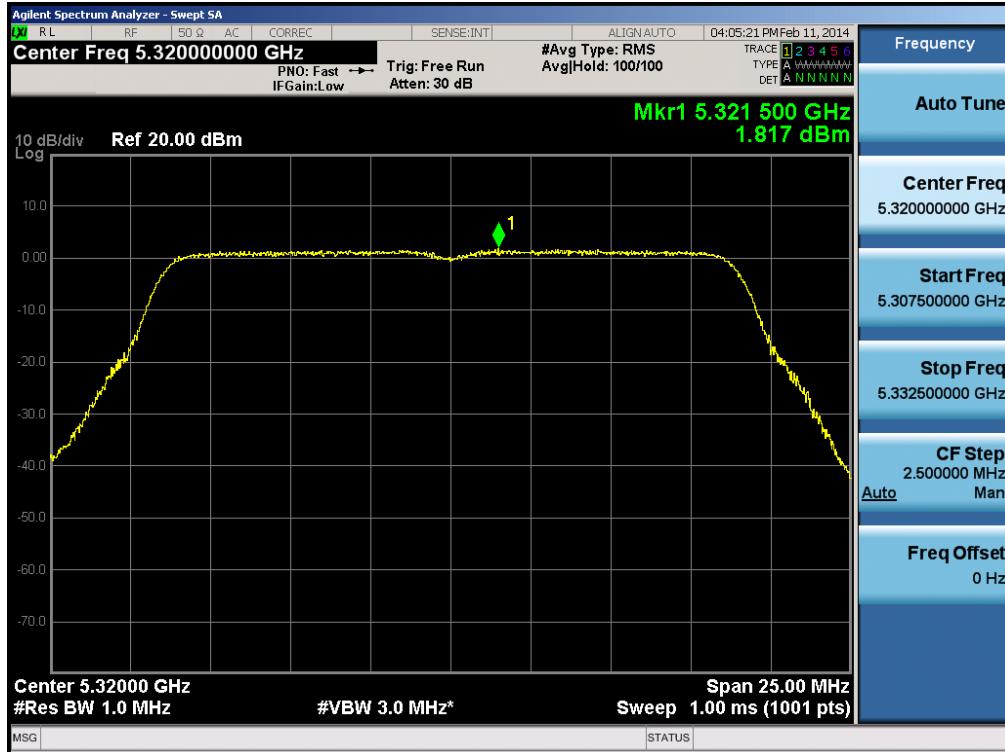 Agilent Spectrum Analyzer - Swept SA
LXI RL RF 50 Ω AC CORREC SENSE:INT ALIGN AUTO 04:05:21 PM Feb 11, 2014
Center Freq 5.320000000 GHz
PNO: Fast
IFGain:Low
Trig: Free Run
Atten: 30 dB
#Avg Type: RMS
Avg|Hold: 100/100
TRACE 1 2 3 4 5 6
TYPE A WWWWW
DET A N N N N N
Mkr1 5.321 500 GHz
1.817 dBm
10 dB/div Ref 20.00 dBm
Log
10.0
0.00
-10.0
-20.0
-30.0
-40.0
-50.0
-60.0
-70.0
1
Center 5.32000 GHz Span 25.00 MHz
#Res BW 1.0 MHz #VBW 3.0 MHz* Sweep 1.00 ms (1001 pts)
MSG STATUS
Frequency
Auto Tune
Center Freq
5.320000000 GHz
Start Freq
5.307500000 GHz
Stop Freq
5.332500000 GHz
CF Step
2.500000 MHz
Auto Man
Freq Offset
0 Hz